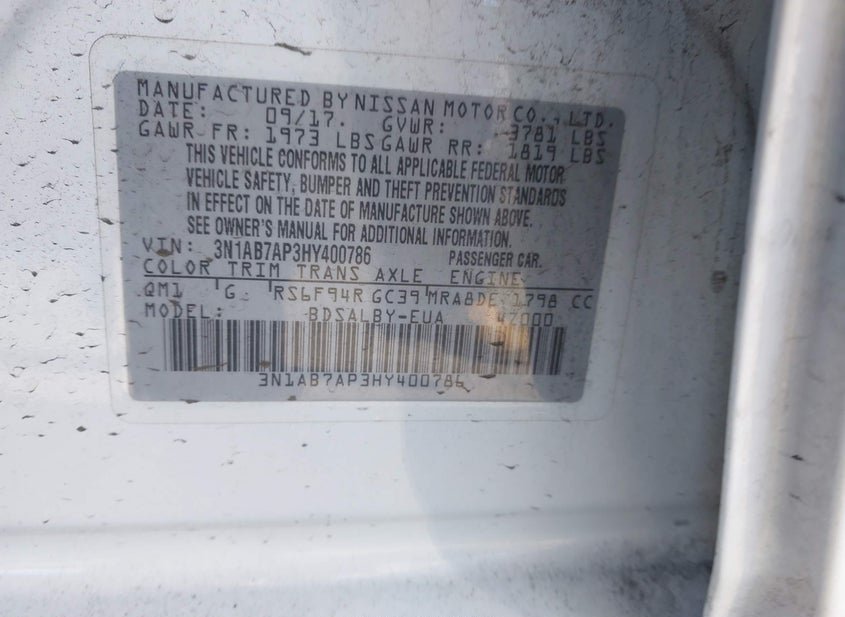 MANUFACTURED BY NISSAN MOTOR CO., LTD.
DATE: 09/17. GVWR: 3781 LBS
GAWR FR: 1973 LBS GAWR RR: 1819 LBS
THIS VEHICLE CONFORMS TO ALL APPLICABLE FEDERAL MOTOR
VEHICLE SAFETY, BUMPER AND THEFT PREVENTION STANDARDS
IN EFFECT ON THE DATE OF MANUFACTURE SHOWN ABOVE.
SEE OWNER'S MANUAL FOR ADDITIONAL INFORMATION.
VIN: 3N1AB7AP3HY400786 PASSENGER CAR.
COLOR TRIM TRANS AXLE ENGINE
QM1 G RS6F94R GC39 MRA8DE 1798 CC
MODEL: BDSALBY-EUA 47000
3N1AB7AP3HY400786